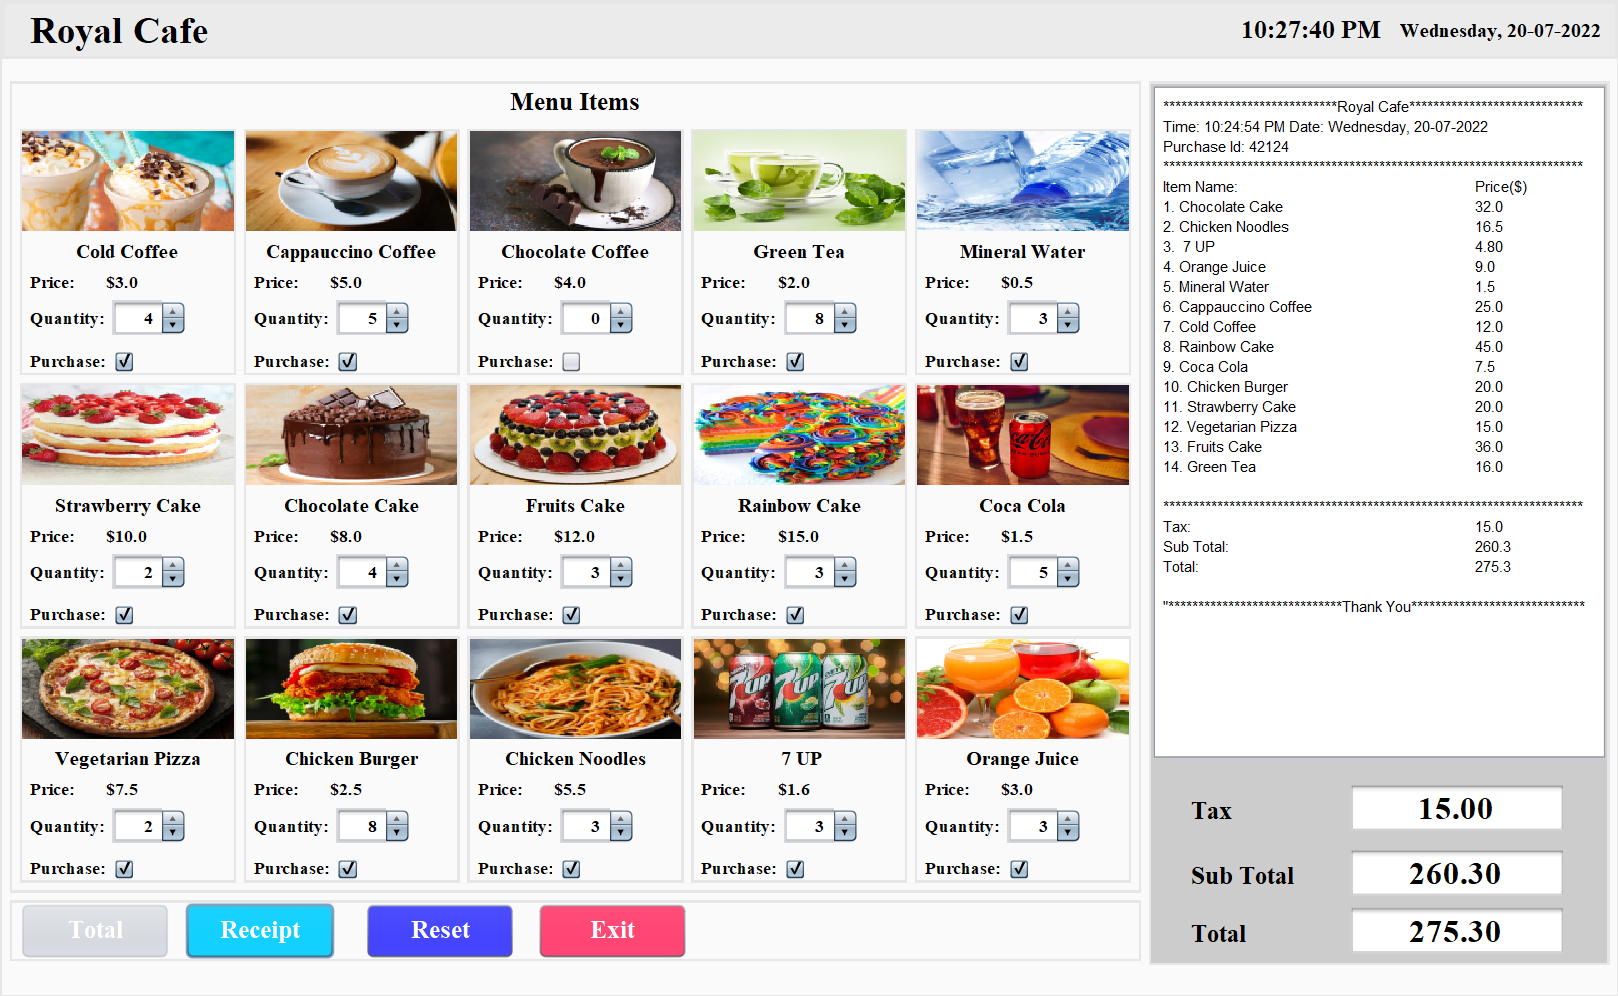 Royal Cafe
10:27:40 PM Wednesday, 20-07-2022
Menu Items
Cold Coffee
Price: $3.0
Quantity: 4
Purchase:
Cappuccino Coffee
Price: $5.0
Quantity: 5
Purchase:
Chocolate Coffee
Price: $4.0
Quantity: 0
Purchase:
Green Tea
Price: $2.0
Quantity: 8
Purchase:
Mineral Water
Price: $0.5
Quantity: 3
Purchase:
Strawberry Cake
Price: $10.0
Quantity: 2
Purchase:
Chocolate Cake
Price: $8.0
Quantity: 4
Purchase:
Fruits Cake
Price: $12.0
Quantity: 3
Purchase:
Rainbow Cake
Price: $15.0
Quantity: 3
Purchase:
Coca Cola
Price: $1.5
Quantity: 5
Purchase:
Vegetarian Pizza
Price: $7.5
Quantity: 2
Purchase:
Chicken Burger
Price: $2.5
Quantity: 8
Purchase:
Chicken Noodles
Price: $5.5
Quantity: 3
Purchase:
7UP
7UP
7UP
7 UP
Price: $1.6
Quantity: 3
Purchase:
Orange Juice
Price: $3.0
Quantity: 3
Purchase:
Total
Receipt
Reset
Exit
*****************************Royal Cafe*****************************
Time: 10:24:54 PM Date: Wednesday, 20-07-2022
Purchase Id: 42124
**********************************************************************
Item Name: Price($)
1. Chocolate Cake 32.0
2. Chicken Noodles 16.5
3. 7 UP 4.80
4. Orange Juice 9.0
5. Mineral Water 1.5
6. Cappuccino Coffee 25.0
7. Cold Coffee 12.0
8. Rainbow Cake 45.0
9. Coca Cola 7.5
10. Chicken Burger 20.0
11. Strawberry Cake 20.0
12. Vegetarian Pizza 15.0
13. Fruits Cake 36.0
14. Green Tea 16.0
**********************************************************************
Tax: 15.0
Sub Total: 260.3
Total: 275.3
"*****************************Thank You*****************************
Tax 15.00
Sub Total 260.30
Total 275.30